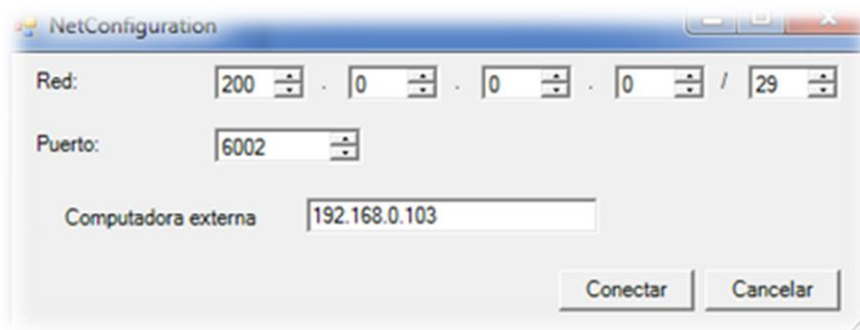 NetConfiguration
Red: 200 . 0 . 0 . 0 / 29
Puerto: 6002
Computadora externa 192.168.0.103
Conectar Cancelar